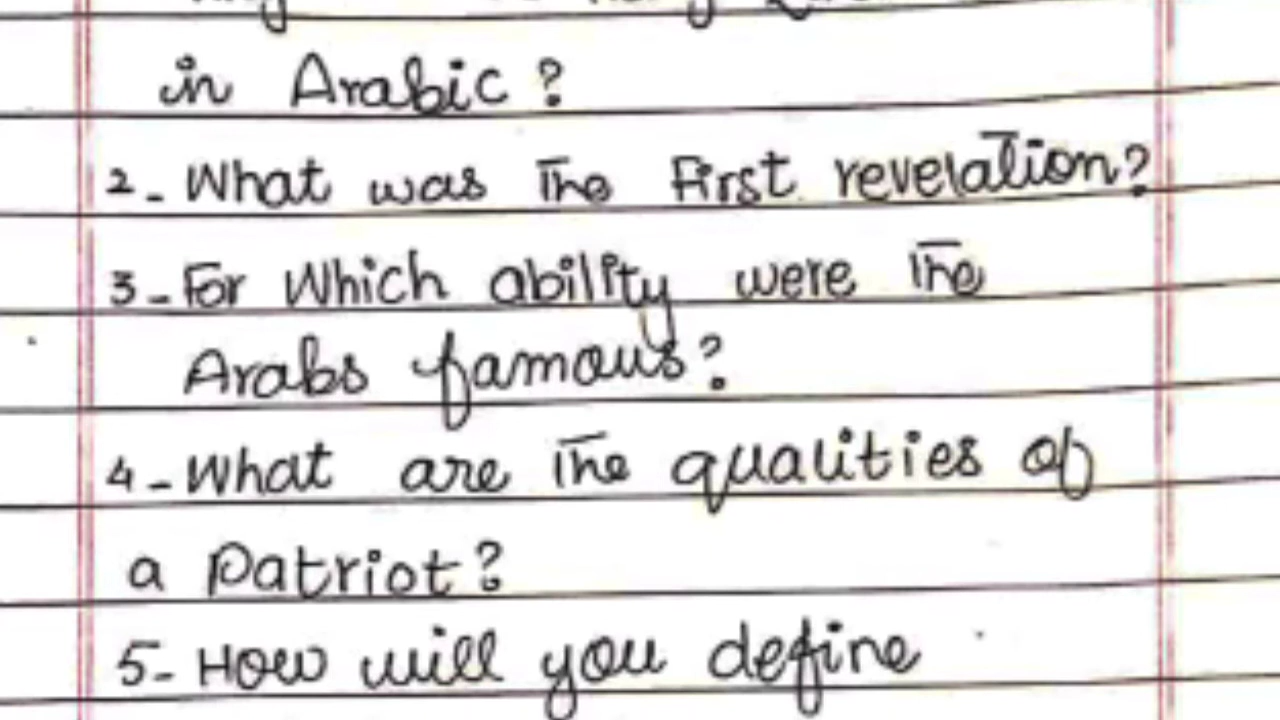 in Arabic?
2- What was the first revelation?
3- For which ability were the
Arabs famous?
4- What are the qualities of
a Patriot?
5- How will you define